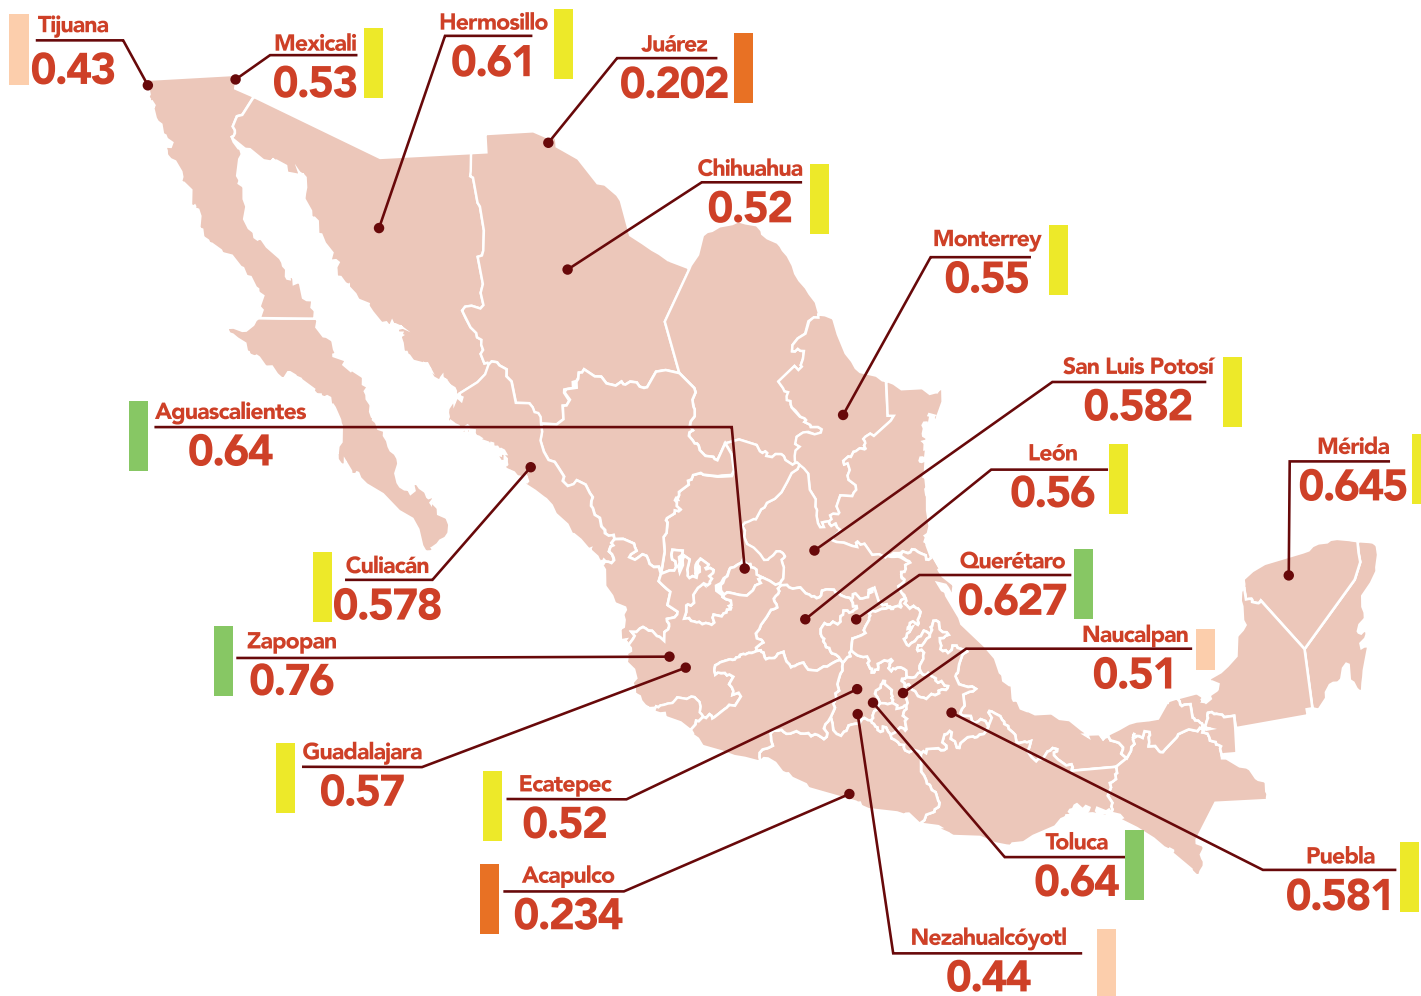 Tijuana
0.43
Mexicali
0.53
Hermosillo
0.61
Juárez
0.202
Chihuahua
0.52
Monterrey
0.55
San Luis Potosí
0.582
Aguascalientes
0.64
León
0.56
Mérida
0.645
Culiacán
0.578
Querétaro
0.627
Zapopan
0.76
Naucalpan
0.51
Guadalajara
0.57
Ecatepec
0.52
Toluca
0.64
Puebla
0.581
Acapulco
0.234
Nezahualcóyotl
0.44